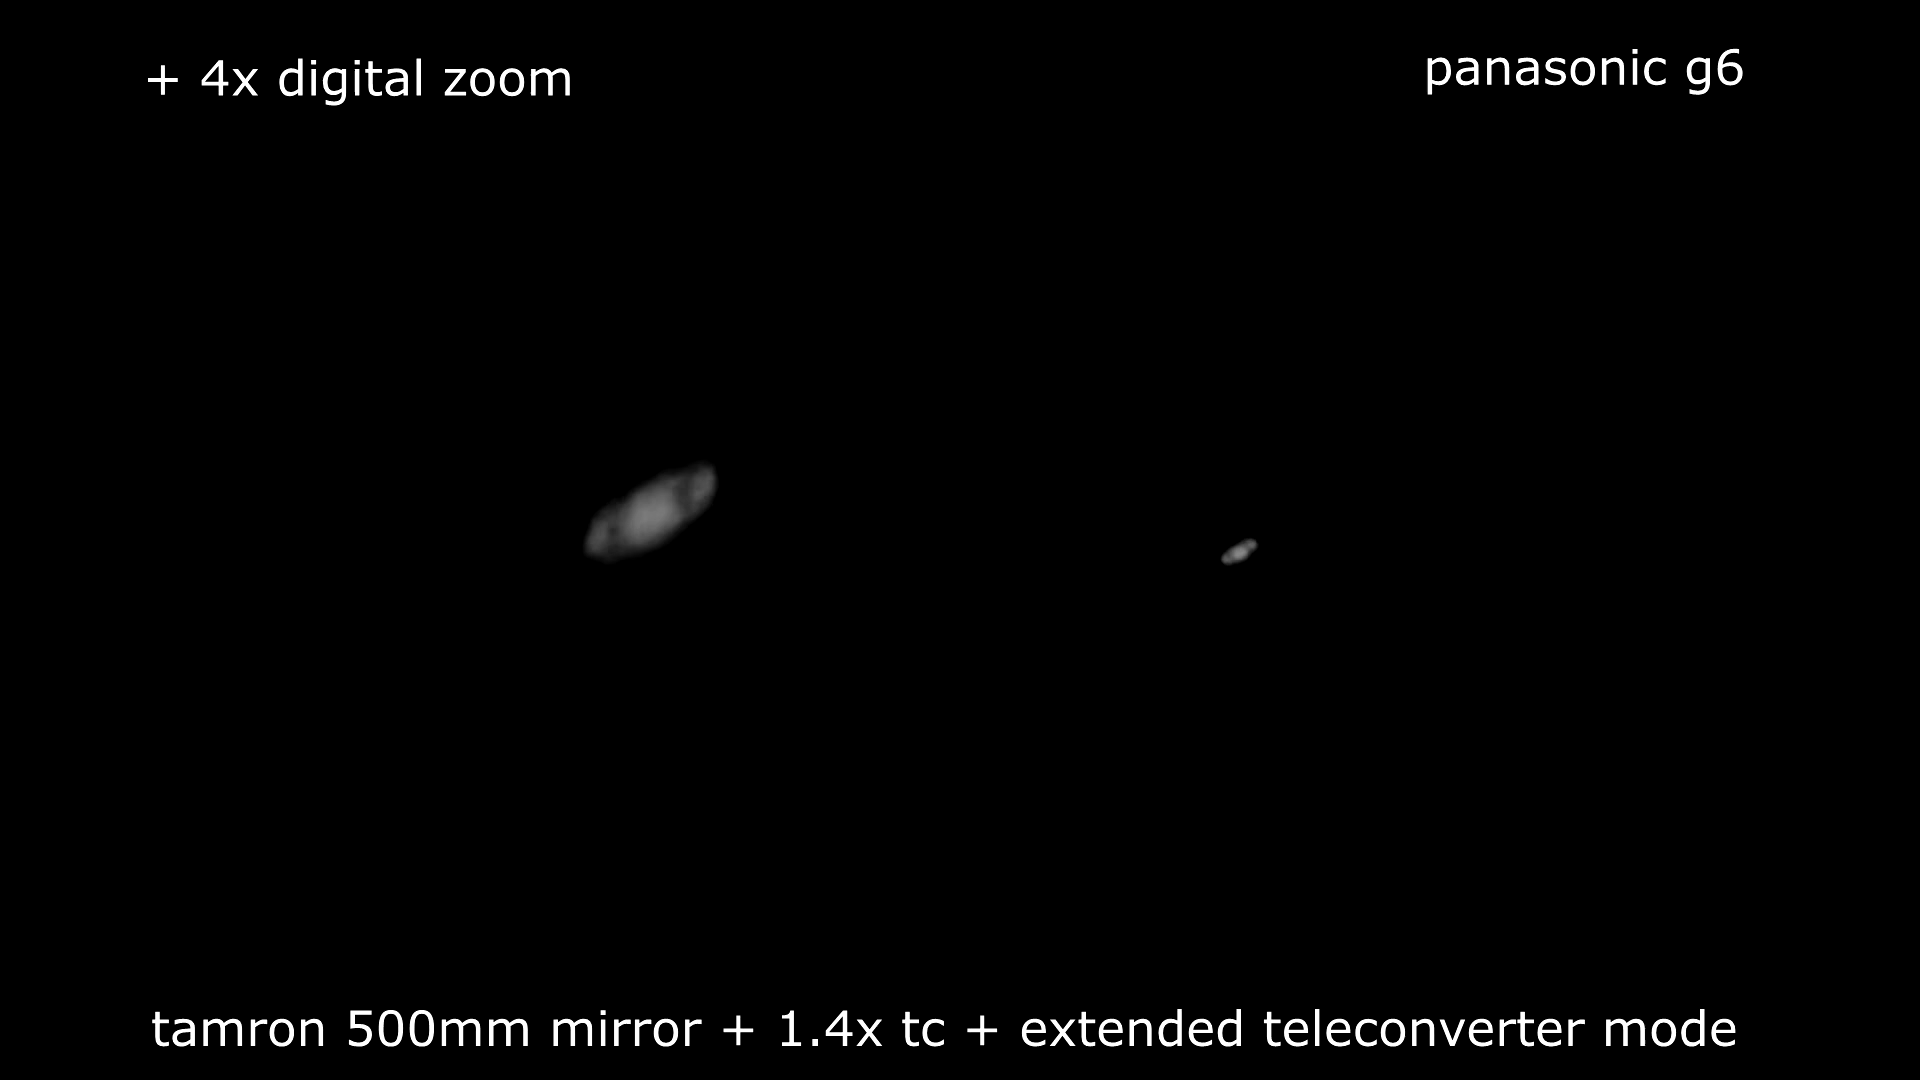 + 4x digital zoom
panasonic g6
tamron 500mm mirror + 1.4x tc + extended teleconverter mode